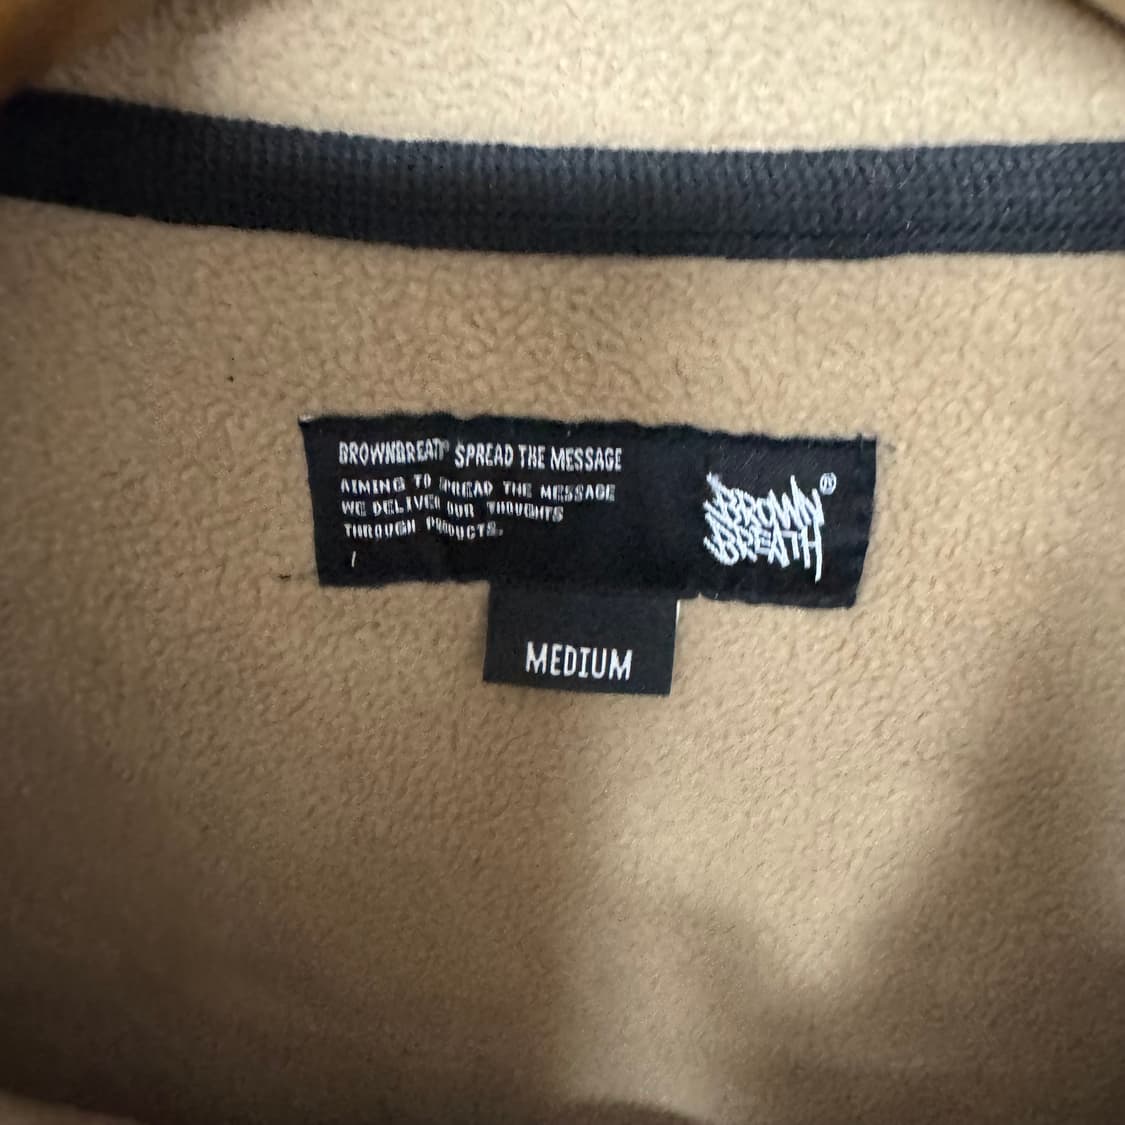 BROWNBREATH® SPREAD THE MESSAGE
AIMING TO SPREAD THE MESSAGE
WE DELIVER OUR THOUGHTS
THROUGH PRODUCTS.
BROWN®
BREATH
MEDIUM